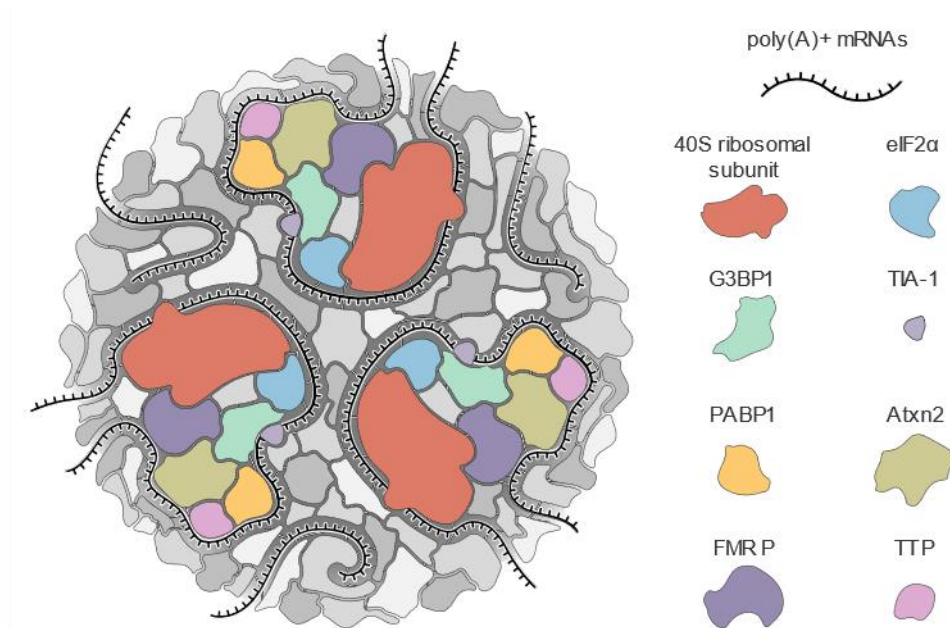 poly(A)+ mRNAs
40S ribosomal
subunit
eIF2α
G3BP1
TIA-1
PABP1
Atxn2
FMRP
TTP